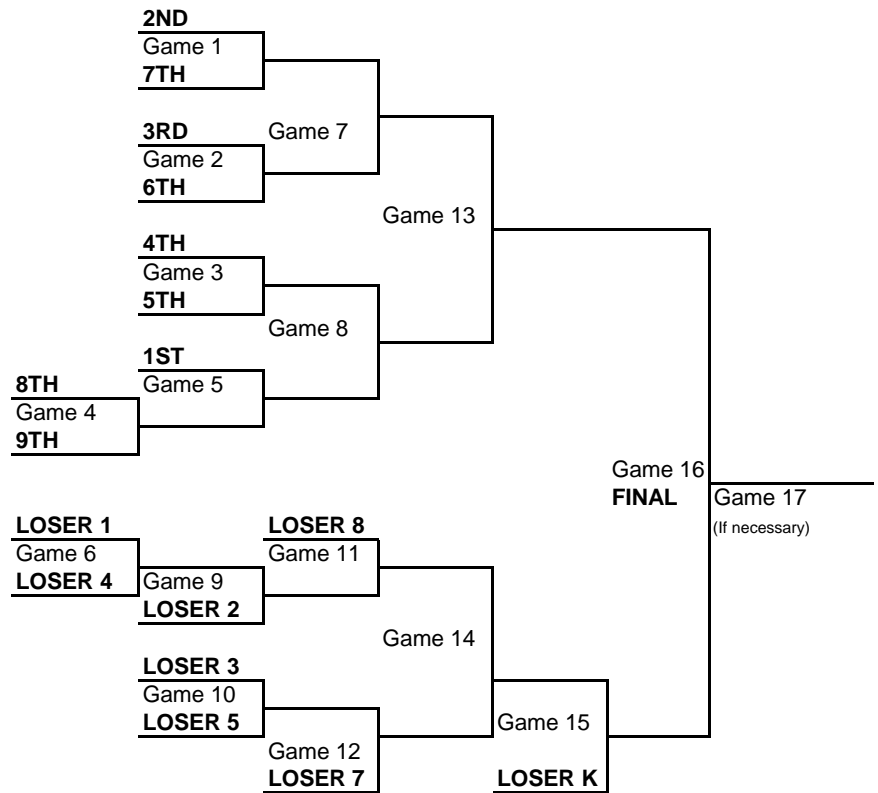 2ND
Game 1
7TH
3RD
Game 7
Game 2
6TH
Game 13
4TH
Game 3
5TH
Game 8
1ST
8TH
Game 5
Game 4
9TH
Game 16
FINAL
Game 17
(If necessary)
LOSER 1
LOSER 8
Game 6
Game 11
LOSER 4
Game 9
LOSER 2
Game 14
LOSER 3
Game 10
LOSER 5
Game 15
Game 12
LOSER 7
LOSER K